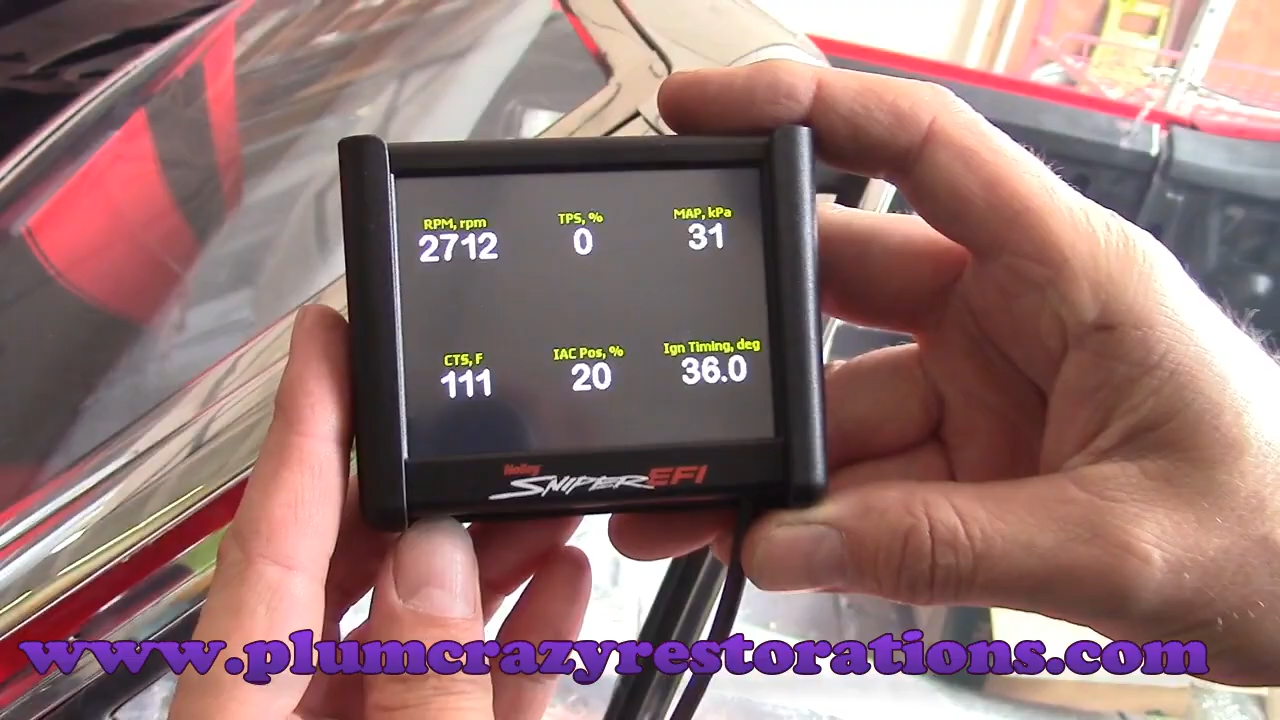 RPM, rpm TPS, % MAP, kPa
2712 0 31
CTS, F IAC Pos, % Ign Timing, deg
111 20 36.0
Holley
SNIPER EFI
www.plumcrazyrestorations.com